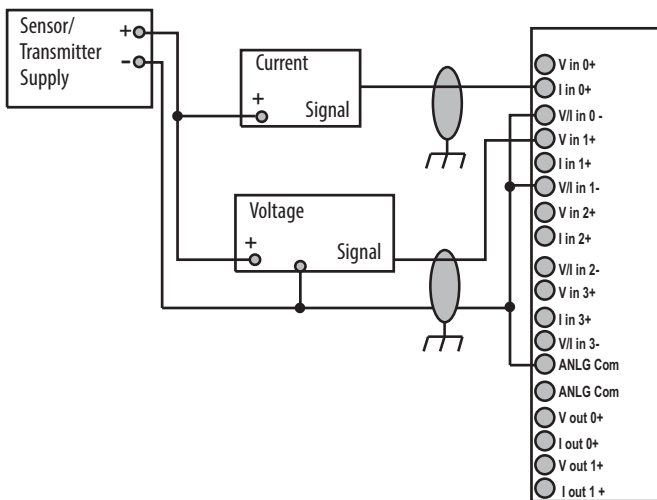 Sensor/
Transmitter
Supply
+
-
Current
+
Signal
Voltage
+
Signal
V in 0+
I in 0+
V/I in 0 -
V in 1+
I in 1+
V/I in 1-
V in 2+
I in 2+
V/I in 2-
V in 3+
I in 3+
V/I in 3-
ANLG Com
ANLG Com
V out 0+
I out 0+
V out 1+
I out 1 +